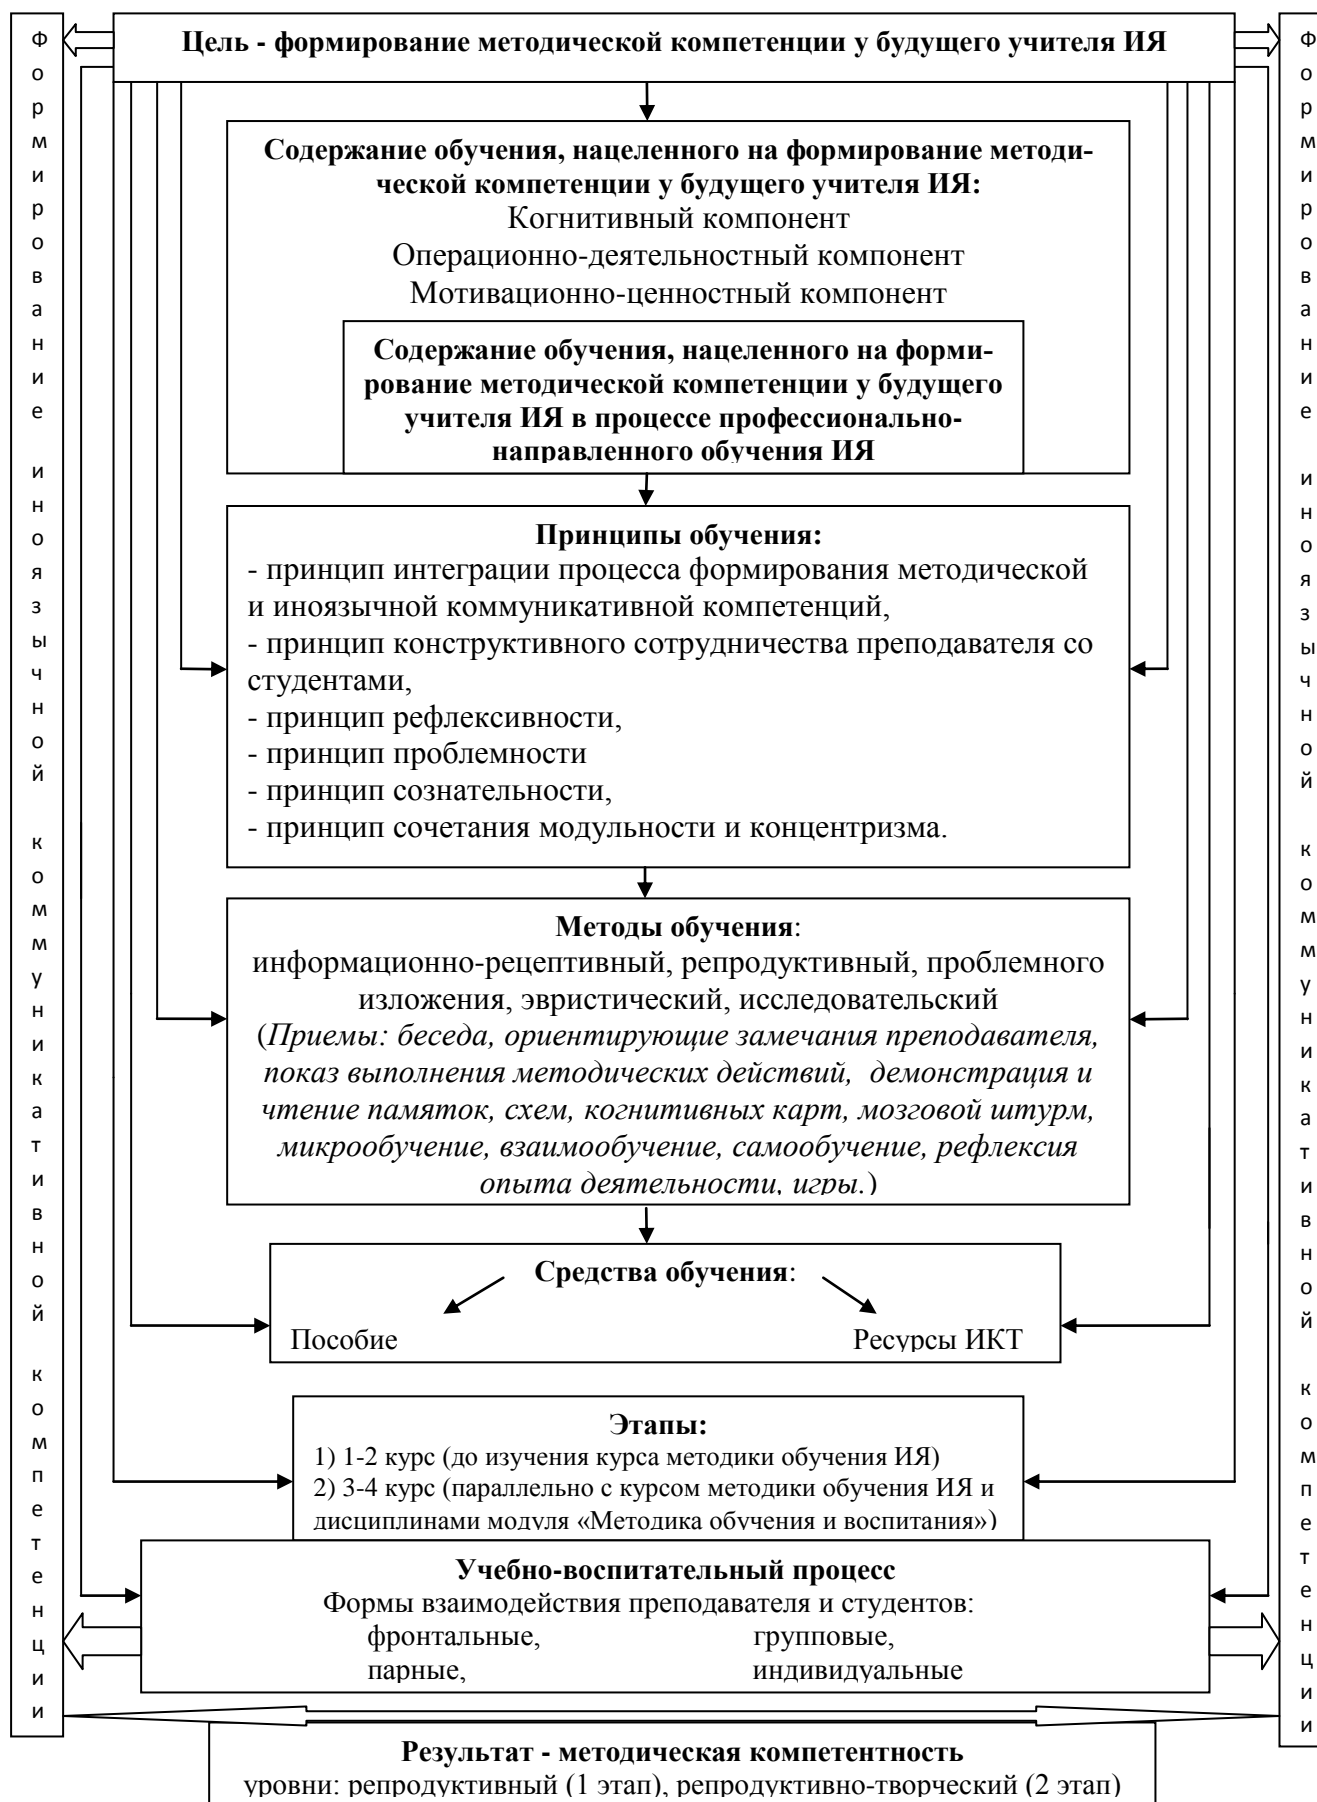 Формирование иноязычной коммуникативной компетенции
Цель - формирование методической компетенции у будущего учителя ИЯ
Содержание обучения, нацеленного на формирование методи-
ческой компетенции у будущего учителя ИЯ:
Когнитивный компонент
Операционно-деятельностный компонент
Мотивационно-ценностный компонент
Содержание обучения, нацеленного на форми-
рование методической компетенции у будущего
учителя ИЯ в процессе профессионально-
направленного обучения ИЯ
Принципы обучения:
- принцип интеграции процесса формирования методической
и иноязычной коммуникативной компетенций,
- принцип конструктивного сотрудничества преподавателя со
студентами,
- принцип рефлексивности,
- принцип проблемности
- принцип сознательности,
- принцип сочетания модульности и концентризма.
Методы обучения:
информационно-рецептивный, репродуктивный, проблемного
изложения, эвристический, исследовательский
(Приемы: беседа, ориентирующие замечания преподавателя,
показ выполнения методических действий, демонстрация и
чтение памяток, схем, когнитивных карт, мозговой штурм,
микрообучение, взаимообучение, самообучение, рефлексия
опыта деятельности, игры.)
Средства обучения:
Пособие Ресурсы ИКТ
Этапы:
1) 1-2 курс (до изучения курса методики обучения ИЯ)
2) 3-4 курс (параллельно с курсом методики обучения ИЯ и
дисциплинами модуля «Методика обучения и воспитания»)
Учебно-воспитательный процесс
Формы взаимодействия преподавателя и студентов:
фронтальные, групповые,
парные, индивидуальные
Результат - методическая компетентность
уровни: репродуктивный (1 этап), репродуктивно-творческий (2 этап)
Формирование иноязычной коммуникативной компетенции